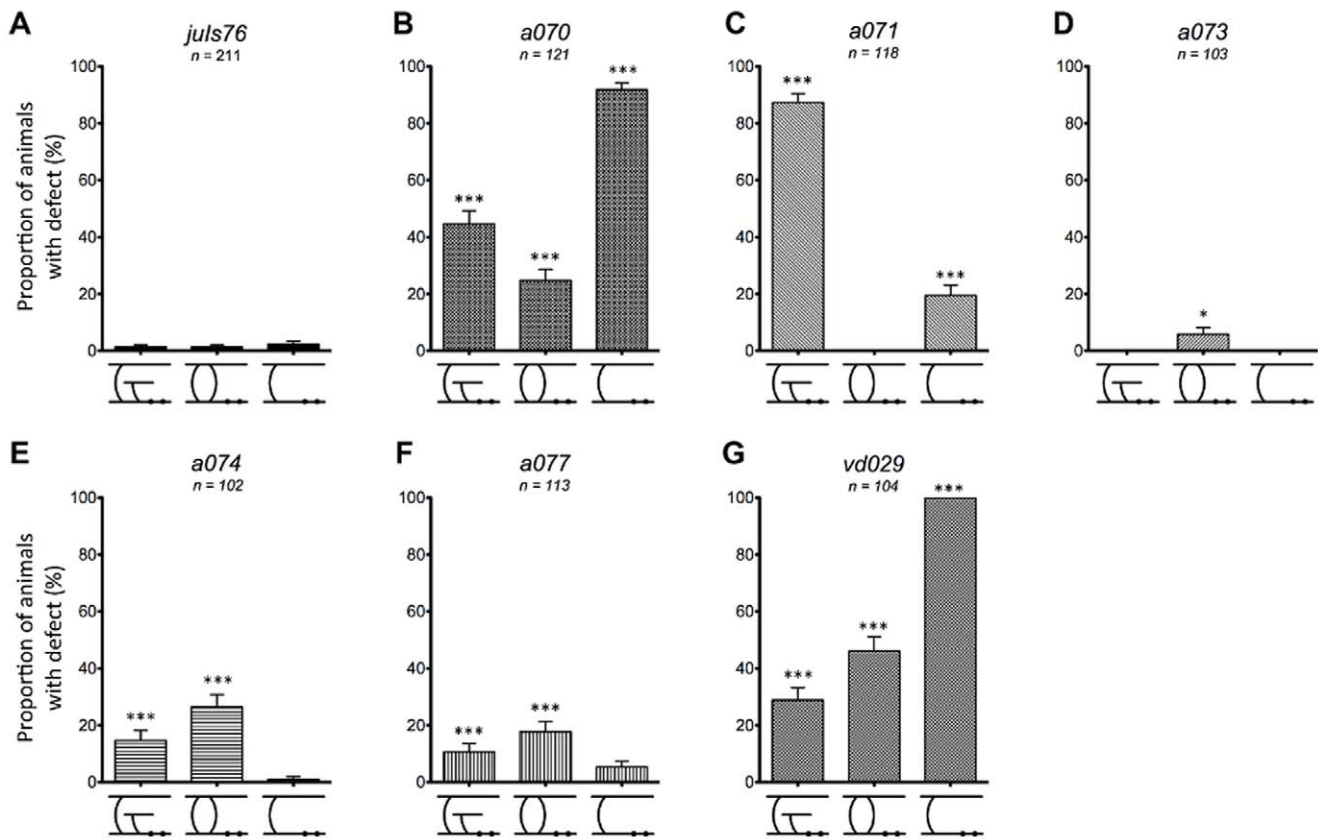 A
juIs76
n = 211
Proportion of animals
with defect (%)
100
80
60
40
20
0
B
a070
n = 121
100
80
60
40
20
0
***
***
***
C
a071
n = 118
100
80
60
40
20
0
***
***
D
a073
n = 103
100
80
60
40
20
0
*
E
a074
n = 102
Proportion of animals
with defect (%)
100
80
60
40
20
0
***
***
F
a077
n = 113
100
80
60
40
20
0
***
***
G
vd029
n = 104
100
80
60
40
20
0
***
***
***